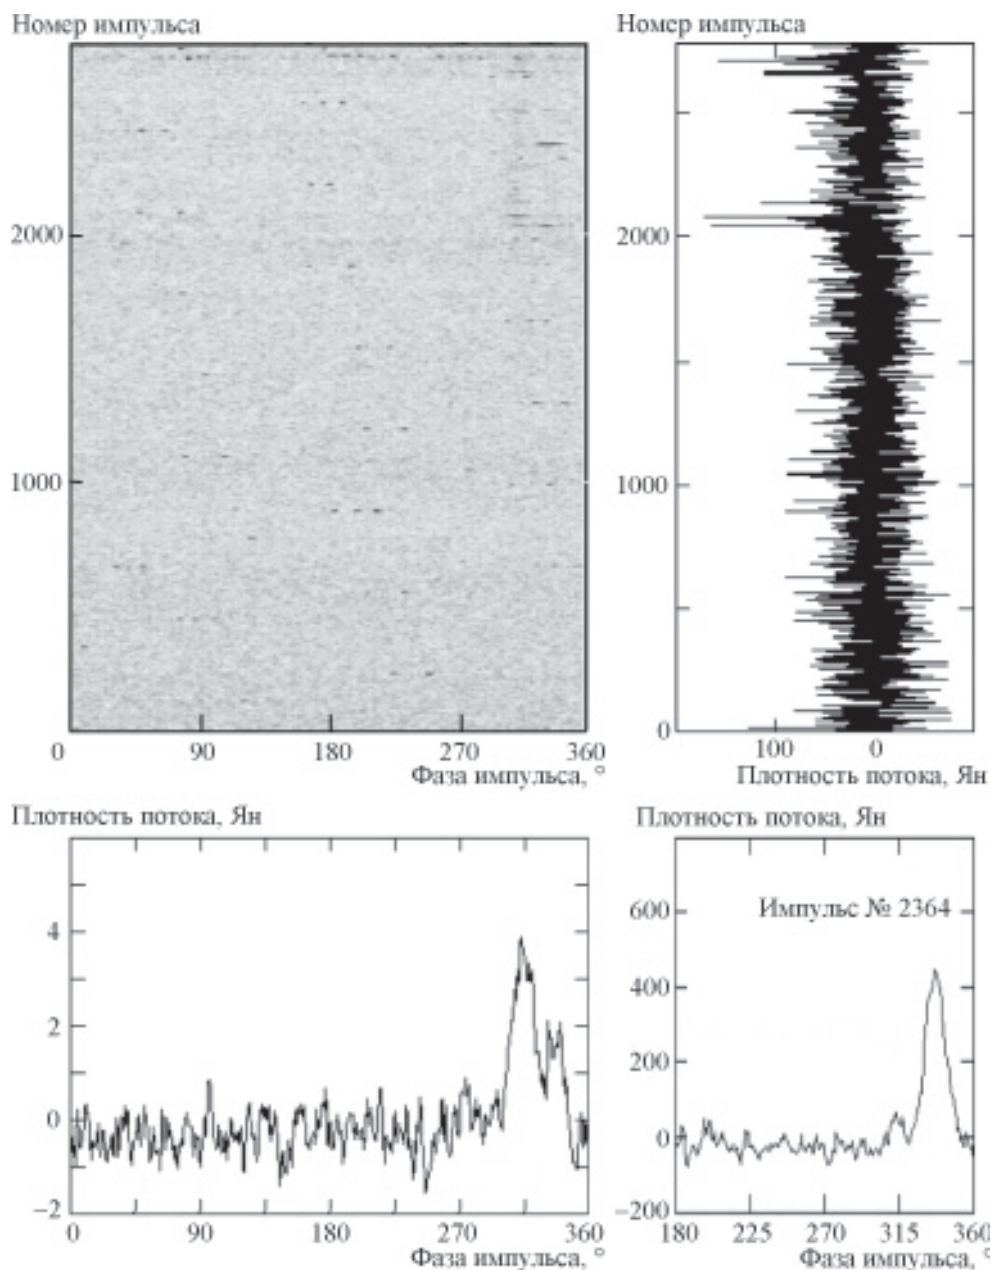 Номер импульса
2000
1000
0 90 180 270 360
Фаза импульса, °
Номер импульса
2000
1000
0
100 0
Плотность потока, Ян
Плотность потока, Ян
4
2
0
−2
0 90 180 270 360
Фаза импульса, °
Плотность потока, Ян
Импульс № 2364
600
400
200
0
−200
180 225 270 315 360
Фаза импульса, °